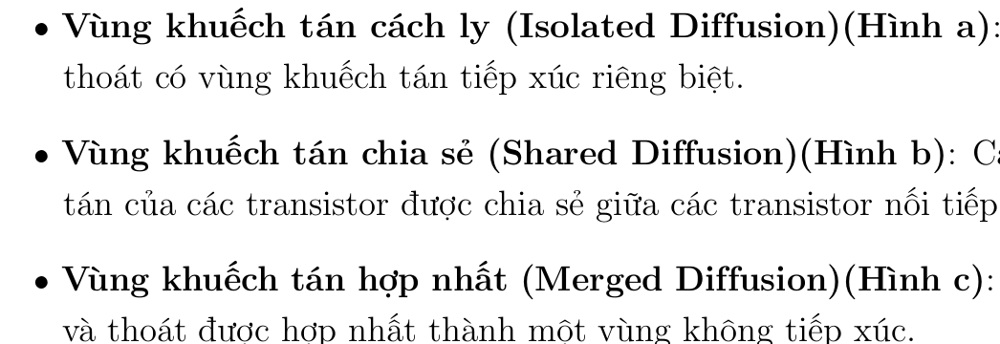 • Vùng khuếch tán cách ly (Isolated Diffusion)(Hình a):
thoát có vùng khuếch tán tiếp xúc riêng biệt.
• Vùng khuếch tán chia sẻ (Shared Diffusion)(Hình b):
tán của các transistor được chia sẻ giữa các transistor nối tiếp
• Vùng khuếch tán hợp nhất (Merged Diffusion)(Hình c):
và thoát được hợp nhất thành một vùng không tiếp xúc.